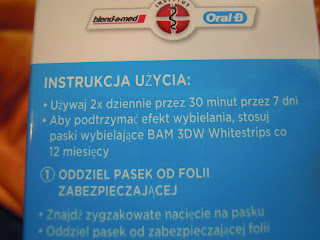 INSTITUT
blend-a-med Oral-B
INSTRUKCJA UŻYCIA:
• Używaj 2x dziennie przez 30 minut przez 7 dni
• Aby podtrzymać efekt wybielania, stosuj
paski wybielające BAM 3DW Whitestrips co
12 miesięcy
1 ODDZIEL PASEK OD FOLII
ZABEZPIECZAJĄCEJ
• Znajdź zygzakowate nacięcie na pasku
• Oddziel pasek od zabezpieczającej folii